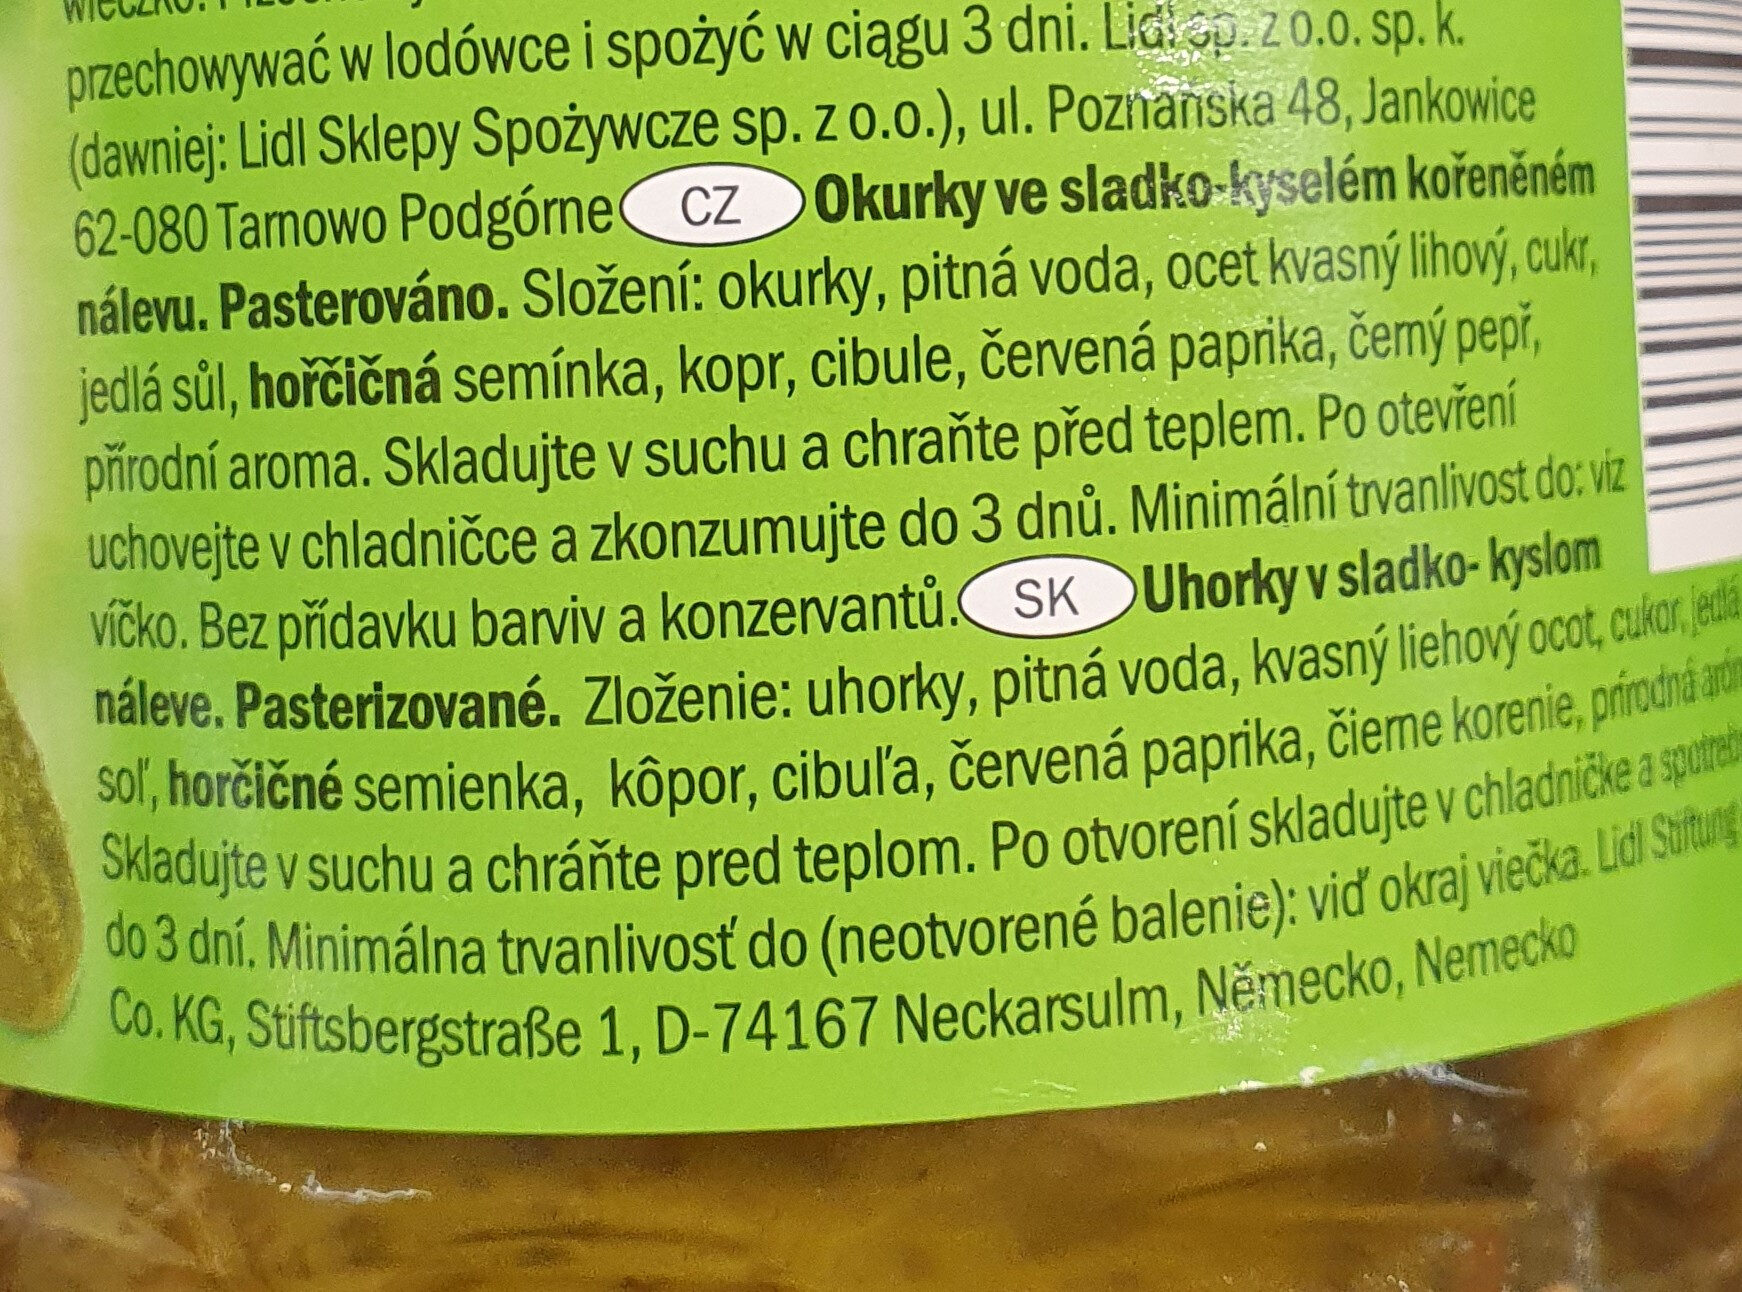 przechowywać w lodówce i spożyć w ciągu 3 dni. Lidl sp. z o.o. sp. k.
(dawniej: Lidl Sklepy Spożywcze sp. z o.o.), ul. Poznańska 48, Jankowice
62-080 Tarnowo Podgórne CZ Okurky ve sladko-kyselém kořeněném
nálevu. Pasterováno. Složení: okurky, pitná voda, ocet kvasný lihový, cukr,
jedlá sůl, hořčičná semínka, kopr, cibule, červená paprika, černý pepř,
přírodní aroma. Skladujte v suchu a chraňte před teplem. Po otevření
uchovejte v chladničce a zkonzumujte do 3 dnů. Minimální trvanlivost do: viz
víčko. Bez přídavku barviv a konzervantů. SK Uhorky v sladko- kyslom
náleve. Pasterizované. Zloženie: uhorky, pitná voda, kvasný liehový ocot, cukor, jedlá
soľ, horčičné semienka, kôpor, cibuľa, červená paprika, čierne korenie, prírodná
Skladujte v suchu a chráňte pred teplom. Po otvorení skladujte v chladničke a
do 3 dní. Minimálna trvanlivosť do (neotvorené balenie): viď okraj viečka. Lidl Stiftung
Co. KG, Stiftsbergstraße 1, D-74167 Neckarsulm, Německo, Nemecko